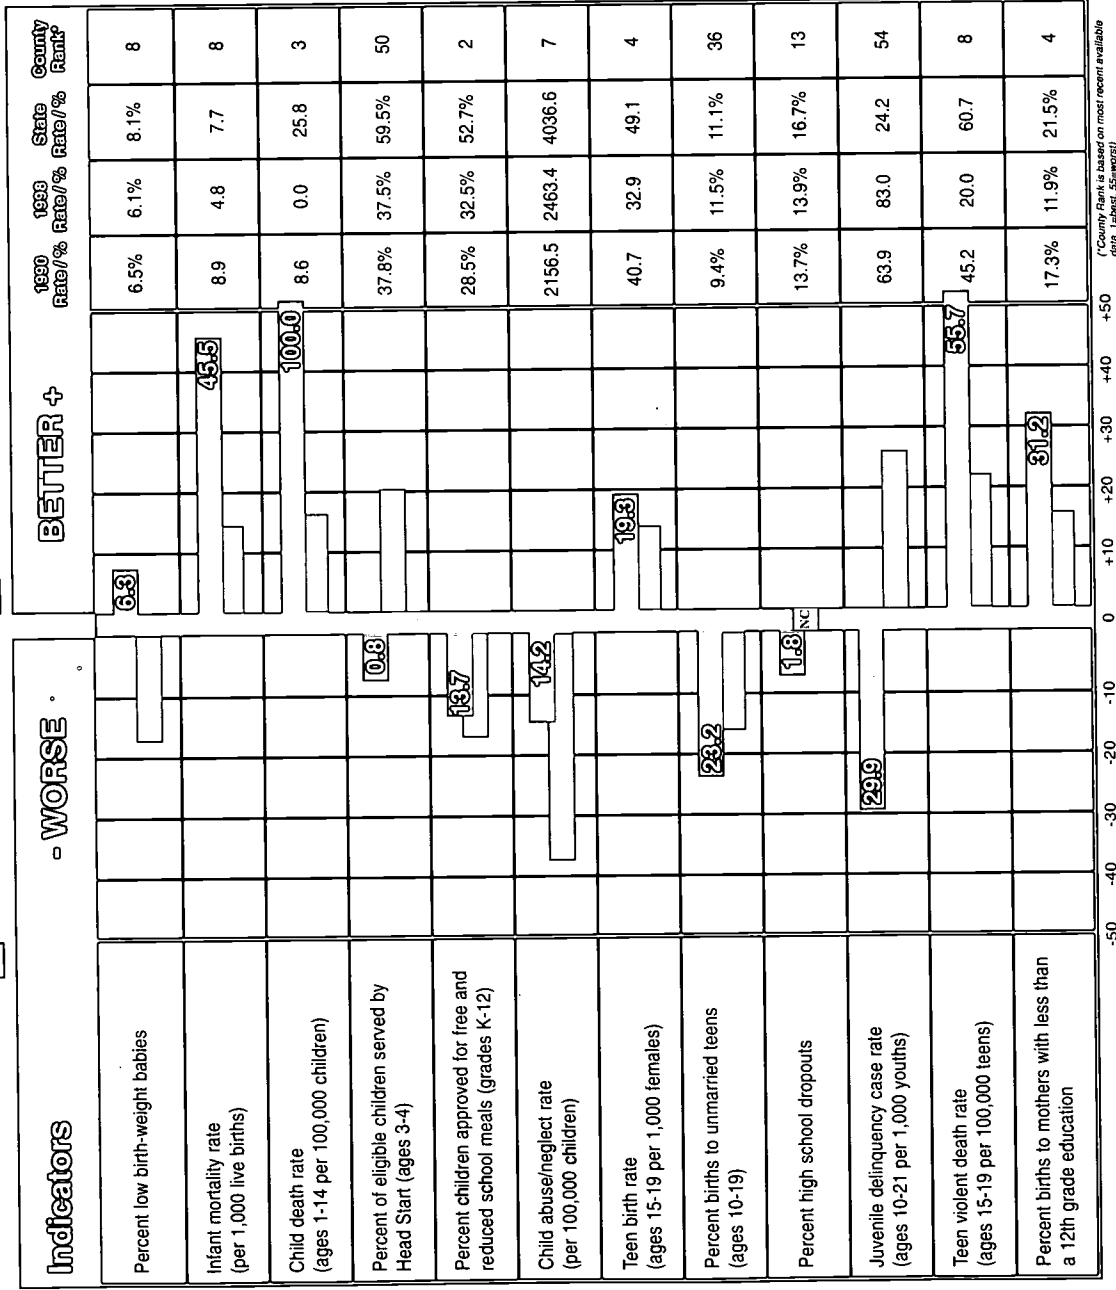 Indicators - WORSE BETTER + 1990 Rate / % 1998 Rate / % State Rate / % County Rank*
Percent low birth-weight babies 6.3 6.5% 6.1% 8.1% 8
Infant mortality rate
(per 1,000 live births) 45.5 8.9 4.8 7.7 8
Child death rate
(ages 1-14 per 100,000 children) 100.0 8.6 0.0 25.8 3
Percent of eligible children served by
Head Start (ages 3-4) 0.8 37.8% 37.5% 59.5% 50
Percent children approved for free and
reduced school meals (grades K-12) 13.7 28.5% 32.5% 52.7% 2
Child abuse/neglect rate
(per 100,000 children) 14.2 2156.5 2463.4 4036.6 7
Teen birth rate
(ages 15-19 per 1,000 females) 19.3 40.7 32.9 49.1 4
Percent births to unmarried teens
(ages 10-19) 23.2 9.4% 11.5% 11.1% 36
Percent high school dropouts 1.8 NC 13.7% 13.9% 16.7% 13
Juvenile delinquency case rate
(ages 10-21 per 1,000 youths) 29.9 63.9 83.0 24.2 54
Teen violent death rate
(ages 15-19 per 100,000 teens) 55.7 45.2 20.0 60.7 8
Percent births to mothers with less than
a 12th grade education 31.2 17.3% 11.9% 21.5% 4
-50 -40 -30 -20 -10 0 +10 +20 +30 +40 +50
(*County Rank is based on most recent available
data, 1=best, 55=worst)